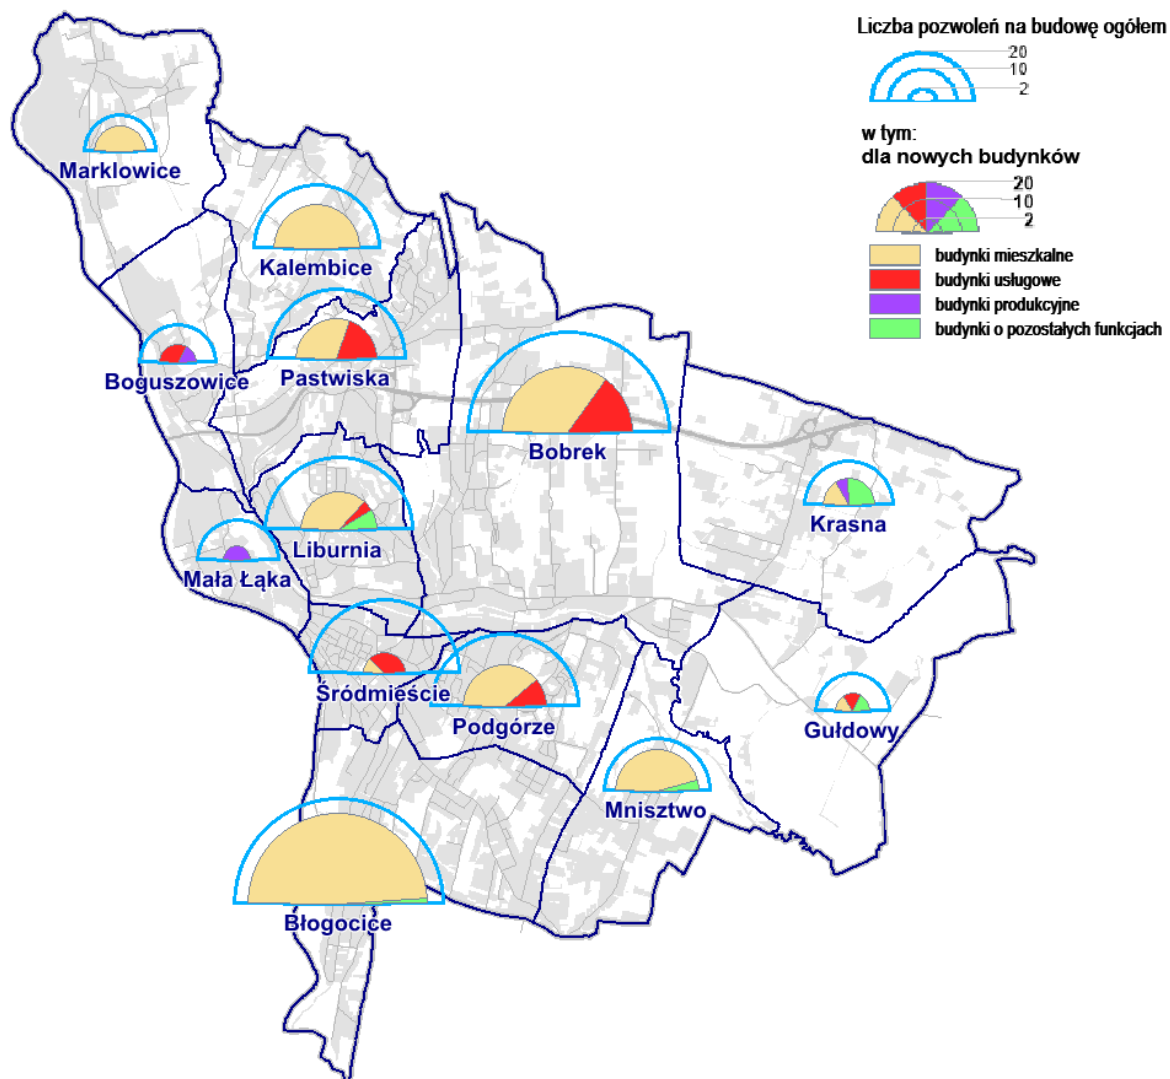 Liczba pozwoleń na budowę ogółem
20
10
2
w tym:
dla nowych budynków
20
10
2
budynki mieszkalne
budynki usługowe
budynki produkcyjne
budynki o pozostałych funkcjach
Marklowice
Kalembice
Boguszowice
Pastwiska
Bobrek
Krasna
Liburnia
Mała Łąka
Śródmieście
Podgórze
Gułdowy
Mnisztwo
Błogocice